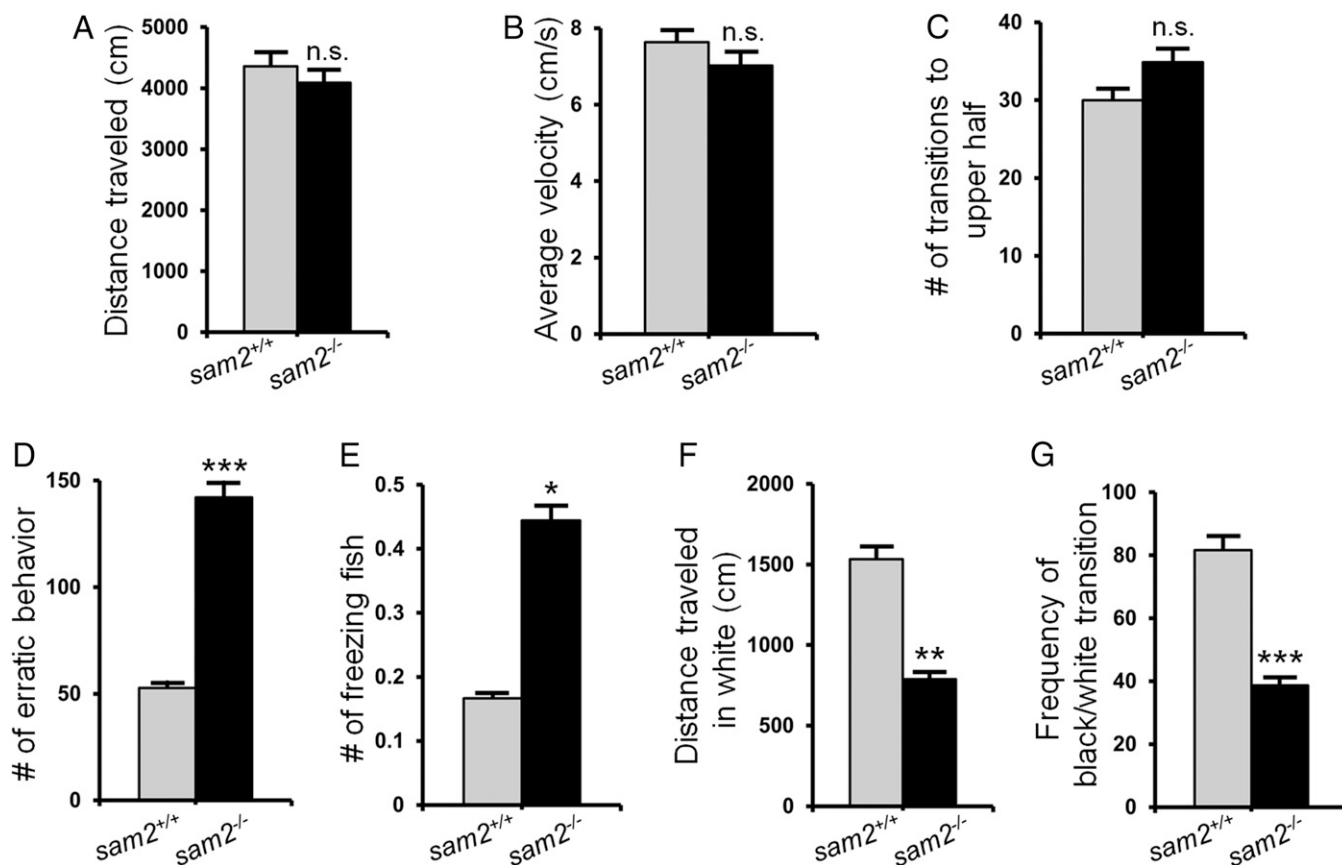 A
Distance traveled (cm)
5000
4000
3000
2000
1000
0
n.s.
sam2+/+
sam2-/-
B
Average velocity (cm/s)
8
6
4
2
0
n.s.
sam2+/+
sam2-/-
C
# of transitions to
upper half
40
30
20
10
0
n.s.
sam2+/+
sam2-/-
D
# of erratic behavior
150
100
50
0
***
sam2+/+
sam2-/-
E
# of freezing fish
0.5
0.4
0.3
0.2
0.1
0
*
sam2+/+
sam2-/-
F
Distance traveled
in white (cm)
2000
1500
1000
500
0
**
sam2+/+
sam2-/-
G
Frequency of
black/white transition
100
80
60
40
20
0
***
sam2+/+
sam2-/-